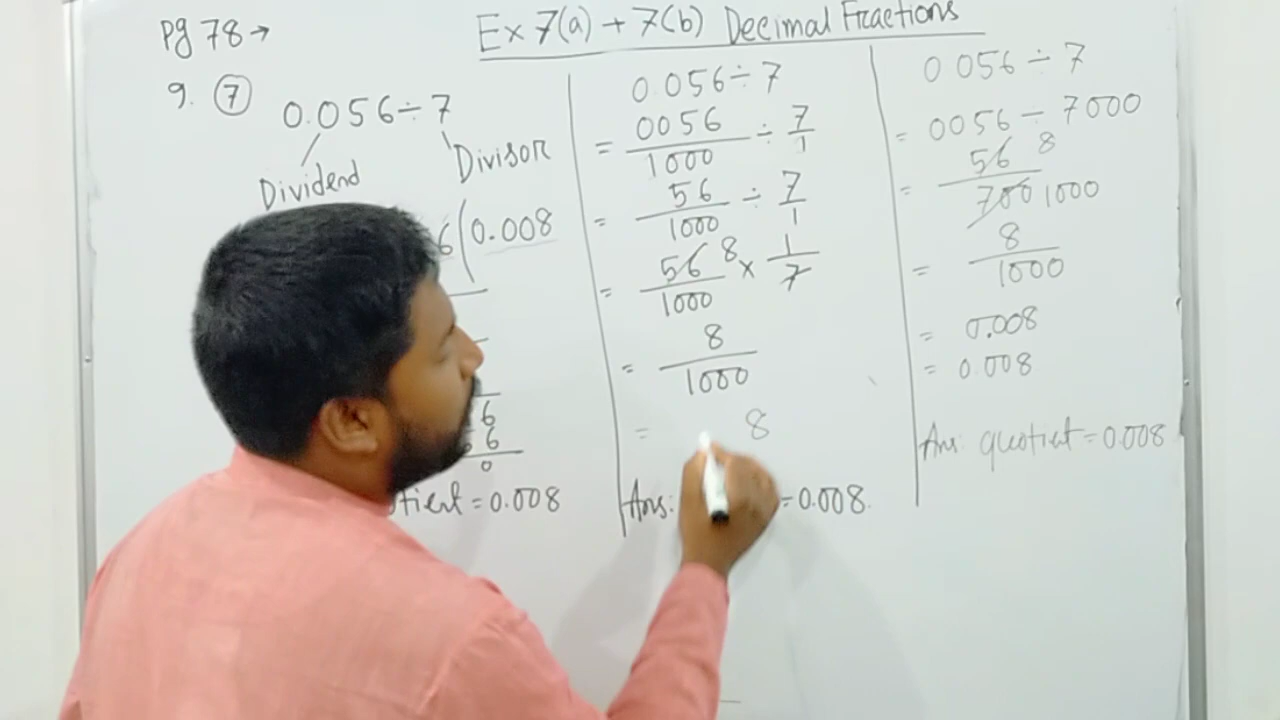 Pg 78→
Ex 7(a) + 7(b) Decimal Fractions
9. ⑦ 0.056÷7
Dividend Divisor
6(0.008
6
6
0
tient = 0.008
0.056÷7
= 0056/1000 ÷ 7/1
= 56/1000 ÷ 7/1
= 56 8/1000 × 1/7
= 8/1000
= 8
Ans: =0.008.
0 056 ÷ 7
= 0056 ÷ 7000
= 56 8/7000 1000
= 8/1000
= 0.008
= 0.008
Ans: quotient = 0.008